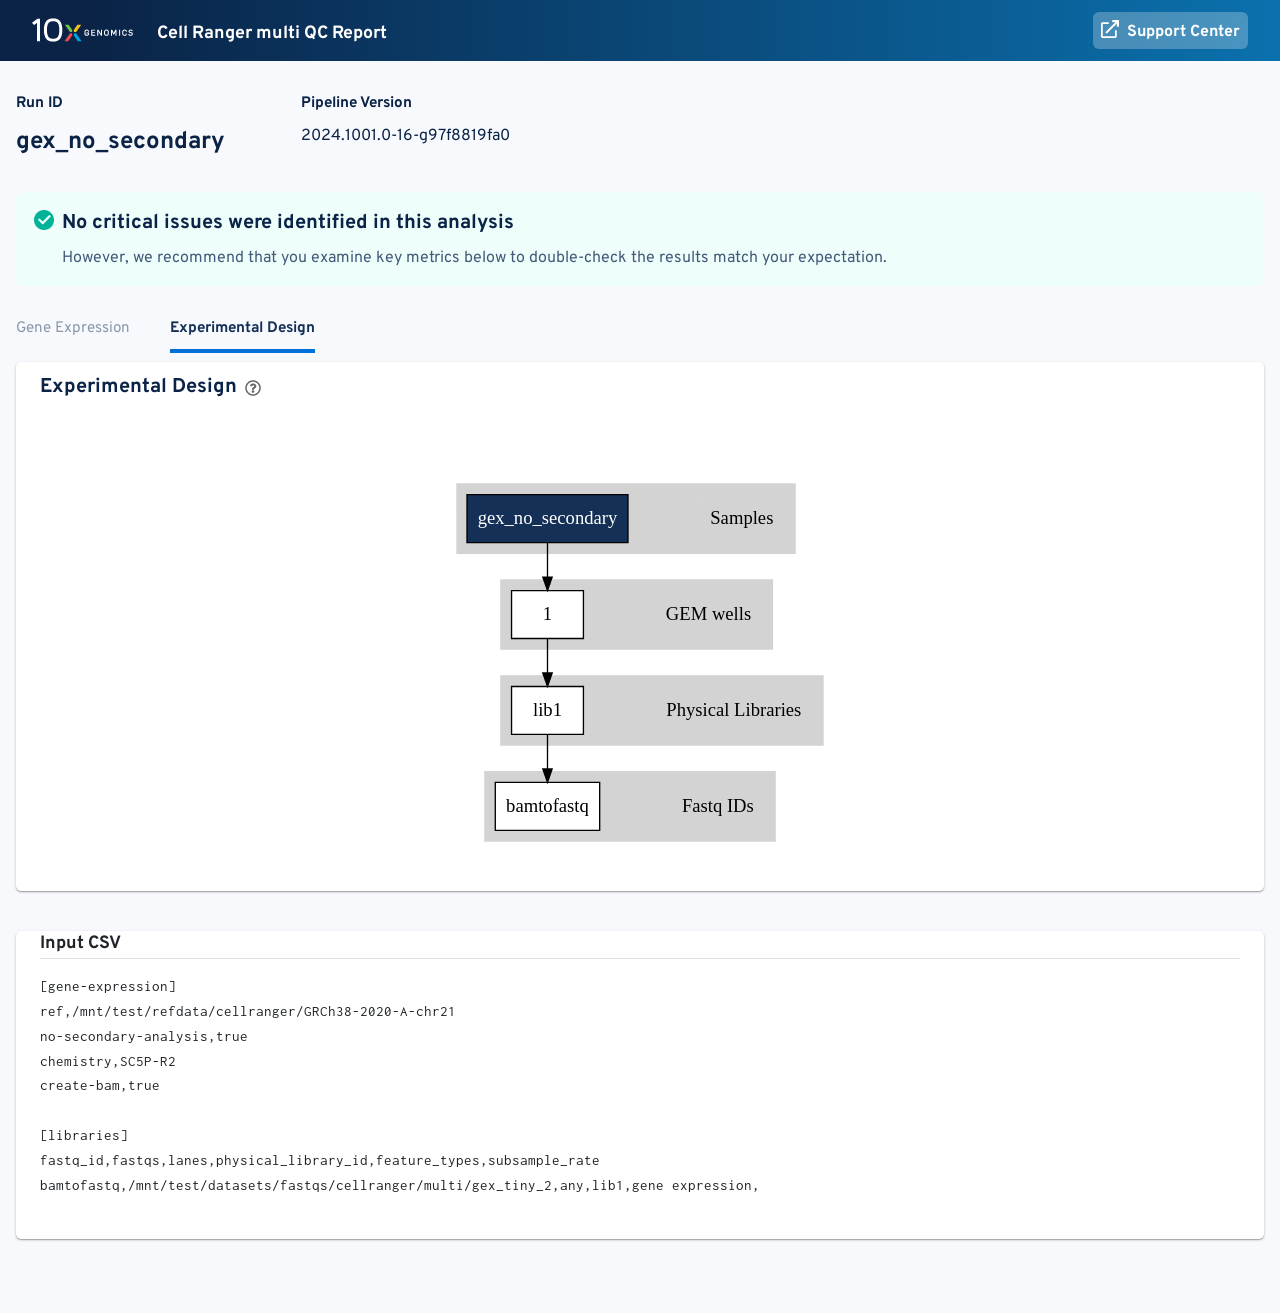 10x GENOMICS Cell Ranger multi QC Report Support Center
Run ID Pipeline Version
gex_no_secondary 2024.1001.0-16-g97f8819fa0
No critical issues were identified in this analysis
However, we recommend that you examine key metrics below to double-check the results match your expectation.
Gene Expression Experimental Design
Experimental Design ?
gex_no_secondary Samples
1 GEM wells
lib1 Physical Libraries
bamtofastq Fastq IDs
Input CSV
[gene-expression]
ref,/mnt/test/refdata/cellranger/GRCh38-2020-A-chr21
no-secondary-analysis,true
chemistry,SC5P-R2
create-bam,true
[libraries]
fastq_id,fastqs,lanes,physical_library_id,feature_types,subsample_rate
bamtofastq,/mnt/test/datasets/fastqs/cellranger/multi/gex_tiny_2,any,lib1,gene expression,